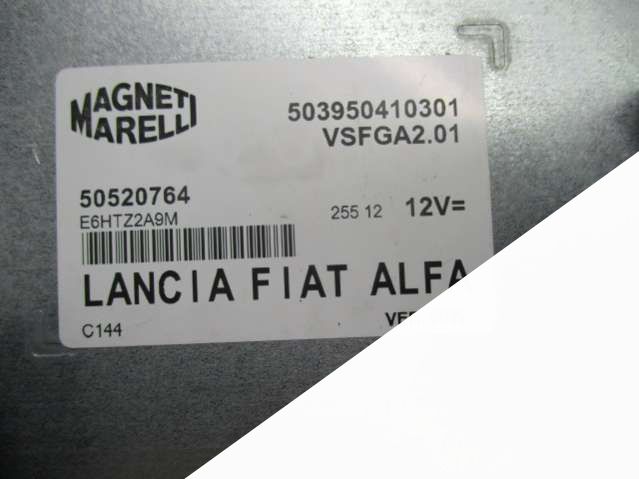 MAGNETI
MARELLI
503950410301
VSFGA2.01
50520764
E6HTZ2A9M
255 12 12V=
LANCIA FIAT ALFA
C144